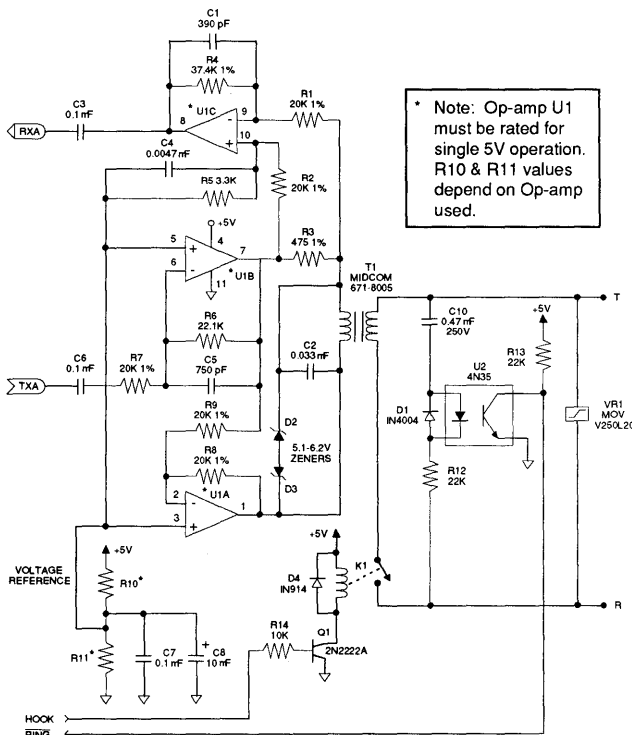 C1
390 pF
R4
37.4K 1%
* U1C
8
9
-
10
+
R1
20K 1%
C3
0.1 mF
RXA
C4
0.0047 mF
R5 3.3K
R2
20K 1%
+5V
5
+
4
7
6
-
11
* U1B
R3
475 1%
T1
MIDCOM
671-8005
R6
22.1K
C5
750 pF
C2
0.033 mF
C6
0.1 mF
R7
20K 1%
TXA
R9
20K 1%
R8
20K 1%
* U1A
D2
5.1-6.2V
ZENERS
D3
2
-
3
+
1
* Note: Op-amp U1
must be rated for
single 5V operation.
R10 & R11 values
depend on Op-amp
used.
T
C10
0.47 mF
250V
U2
4N35
+5V
R13
22K
D1
IN4004
R12
22K
VR1
MOV
V250L20
R
VOLTAGE
REFERENCE
+5V
R10*
R11*
C7
0.1 mF
+
C8
10 mF
+5V
D4
IN914
K1
R14
10K
Q1
2N2222A
HOOK
RING